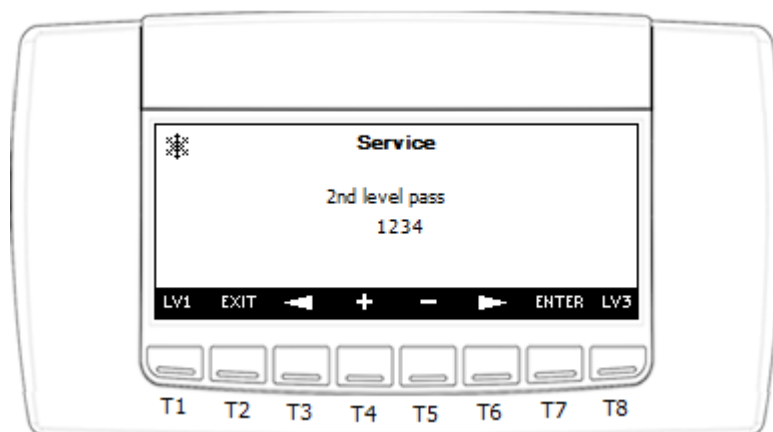 Service
2nd level pass
1234
LV1 EXIT + − ENTER LV3
T1 T2 T3 T4 T5 T6 T7 T8